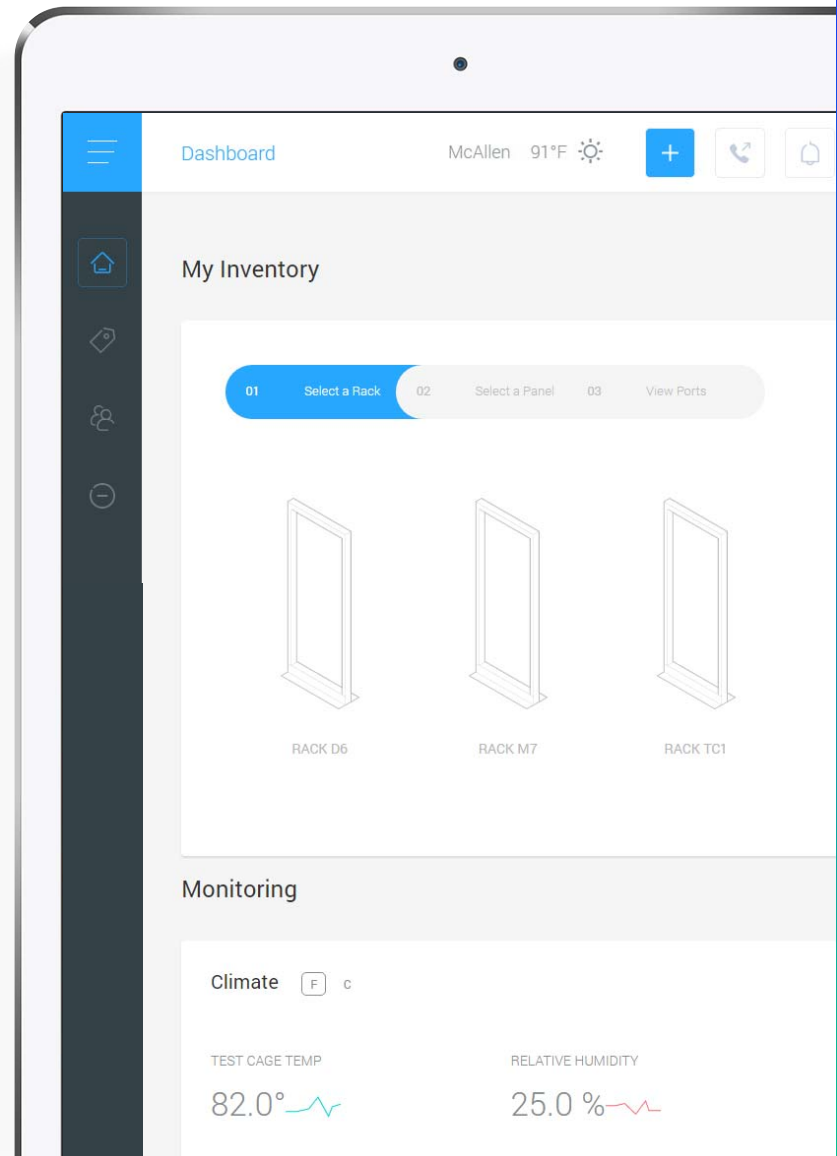 Dashboard McAllen 91°F +
My Inventory
01 Select a Rack 02 Select a Panel 03 View Ports
RACK D6 RACK M7 RACK TC1
Monitoring
Climate F C
TEST CAGE TEMP RELATIVE HUMIDITY
82.0° 25.0 %